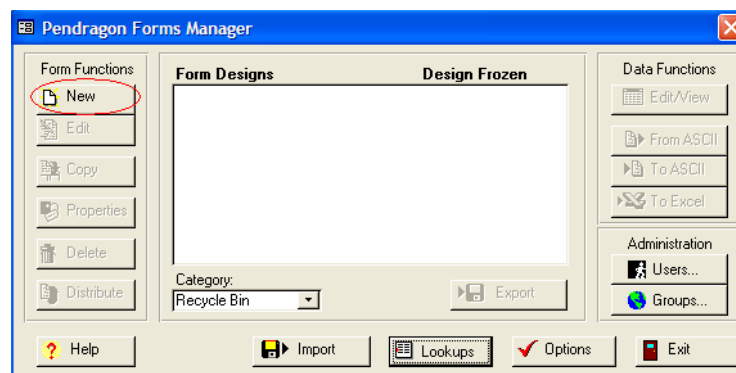 Pendragon Forms Manager
Form Functions
New
Edit
Copy
Properties
Delete
Distribute
Form Designs Design Frozen
Category:
Recycle Bin
Export
Data Functions
Edit/View
From ASCII
To ASCII
To Excel
Administration
Users...
Groups...
Help
Import
Lookups
Options
Exit